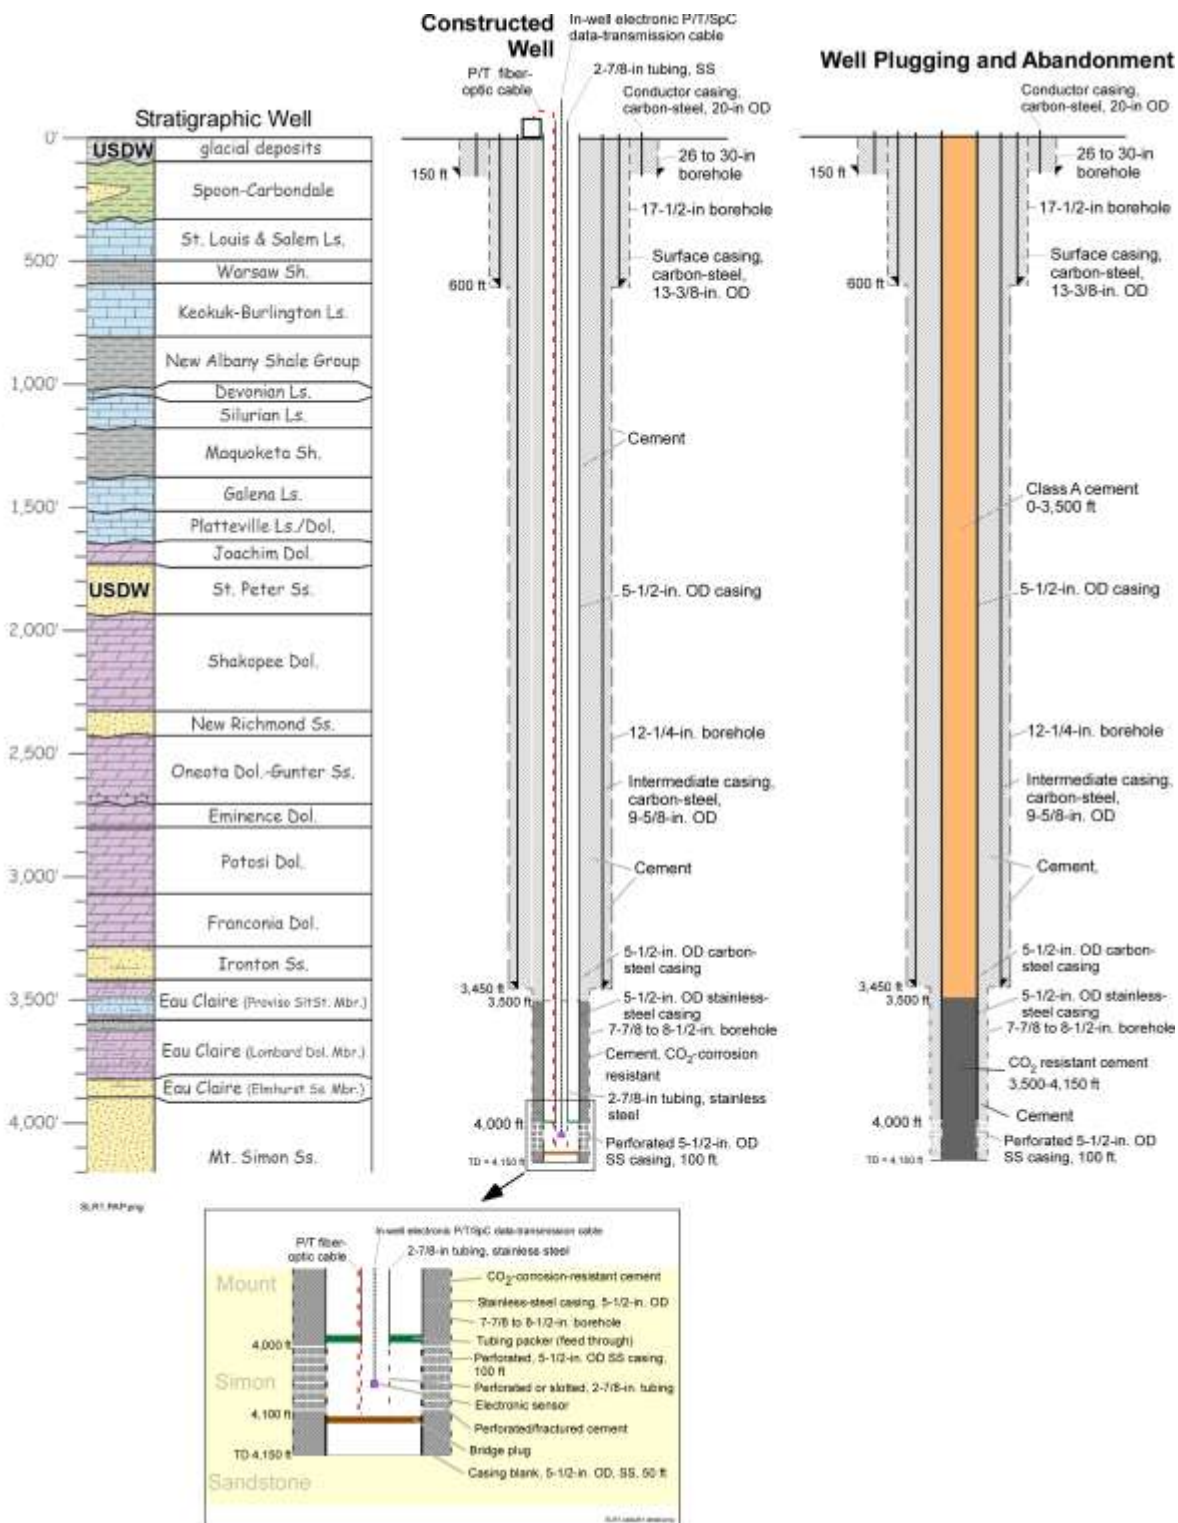 Constructed
Well
In-well electronic P/T/SpC
data-transmission cable
P/T fiber-
optic cable
2-7/8-in tubing, SS
Conductor casing,
carbon-steel, 20-in OD
Well Plugging and Abandonment
Conductor casing,
carbon-steel, 20-in OD
Stratigraphic Well
0'
USDW
glacial deposits
Spoon-Carbondale
St. Louis & Salem Ls.
500'
Warsaw Sh.
Keokuk-Burlington Ls.
New Albany Shale Group
1,000'
Devonian Ls.
Silurian Ls.
Maquoketa Sh.
Galena Ls.
1,500'
Platteville Ls./Dol.
Joachim Dol.
USDW
St. Peter Ss.
2,000'
Shakopee Dol.
New Richmond Ss.
2,500'
Oneota Dol.-Gunter Ss.
Eminence Dol.
Potosi Dol.
3,000'
Franconia Dol.
Ironton Ss.
3,500'
Eau Claire (Proviso SltSt. Mbr.)
Eau Claire (Lombard Dol. Mbr.)
Eau Claire (Elmhurst Ss. Mbr.)
4,000'
Mt. Simon Ss.
150 ft
26 to 30-in
borehole
17-1/2-in borehole
Surface casing,
carbon-steel,
13-3/8-in. OD
600 ft
Cement
5-1/2-in. OD casing
12-1/4-in. borehole
Intermediate casing,
carbon-steel,
9-5/8-in. OD
Cement
5-1/2-in. OD carbon-
steel casing
3,450 ft
3,500 ft
5-1/2-in. OD stainless-
steel casing
7-7/8 to 8-1/2-in. borehole
Cement, CO2-corrosion
resistant
2-7/8-in tubing, stainless
steel
4,000 ft
Perforated 5-1/2-in. OD
SS casing, 100 ft.
TD = 4,150 ft
150 ft
26 to 30-in
borehole
17-1/2-in borehole
Surface casing,
carbon-steel,
13-3/8-in. OD
600 ft
Class A cement
0-3,500 ft
5-1/2-in. OD casing
12-1/4-in. borehole
Intermediate casing,
carbon-steel,
9-5/8-in. OD
Cement,
5-1/2-in. OD carbon-
steel casing
3,450 ft
3,500 ft
5-1/2-in. OD stainless-
steel casing
7-7/8 to 8-1/2-in. borehole
CO2 resistant cement
3,500-4,150 ft
4,000 ft
Cement
Perforated 5-1/2-in. OD
SS casing, 100 ft.
TD = 4,150 ft
In-well electronic P/T/SpC data-transmission cable
P/T fiber-
optic cable
2-7/8-in tubing, stainless steel
Mount
CO2-corrosion-resistant cement
Stainless-steel casing, 5-1/2-in. OD
7-7/8 to 8-1/2-in. borehole
4,000 ft
Tubing packer (feed through)
Perforated, 5-1/2-in. OD SS casing,
100 ft
Simon
Perforated or slotted, 2-7/8-in. tubing
Electronic sensor
4,100 ft
Perforated/fractured cement
Bridge plug
TD 4,150 ft
Casing blank, 5-1/2-in. OD, SS, 50 ft
Sandstone